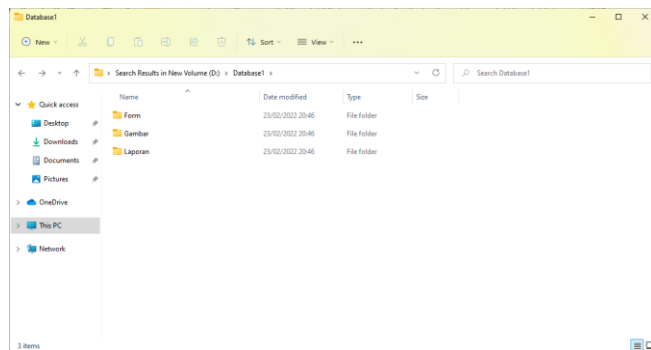 Database1
New
Sort
View
Search Results in New Volume (D:) > Database1 >
Search Database1
Name
Date modified
Type
Size
Quick access
Desktop
Downloads
Documents
Pictures
OneDrive
This PC
Network
Form 23/02/2022 20:46 File folder
Gambar 23/02/2022 20:46 File folder
Laporan 23/02/2022 20:46 File folder
3 items